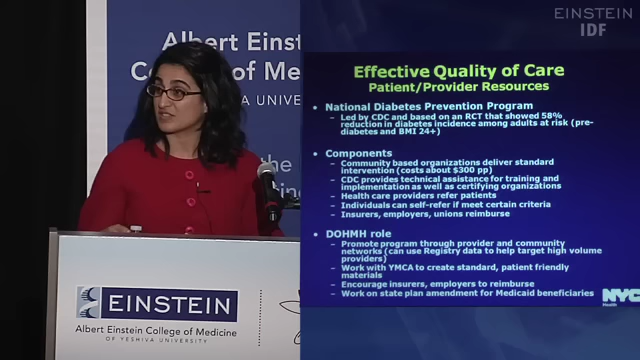 EINSTEIN
IDF
Albert Einst
College of Med
YESHIVA UNIVER
the
EINSTEIN
Albert Einstein College of Medicine
OF YESHIVA UNIVERSITY
Effective Quality of Care
Patient/Provider Resources
• National Diabetes Prevention Program
– Led by CDC and based on an RCT that showed 58%
reduction in diabetes incidence among adults at risk (pre-
diabetes and BMI 24+)
• Components
– Community based organizations deliver standard
intervention (costs about $300 pp)
– CDC provides technical assistance for training and
implementation as well as certifying organizations
– Health care providers refer patients
– Individuals can self-refer if meet certain criteria
– Insurers, employers, unions reimburse
• DOHMH role
– Promote program through provider and community
networks (can use Registry data to help target high volume
providers)
– Work with YMCA to create standard, patient friendly
materials
– Encourage insurers, employers to reimburse
– Work on state plan amendment for Medicaid beneficiaries
NYC
Health